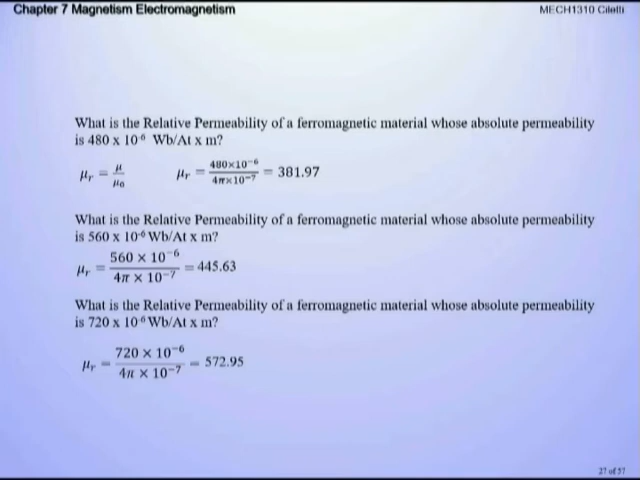 Chapter 7 Magnetism Electromagnetism
MECH1310 Ciletti
What is the Relative Permeability of a ferromagnetic material whose absolute permeability
is 480 x 10⁻⁶ Wb/At x m?
μᵣ = μ/μ₀    μᵣ = 480×10⁻⁶/4π×10⁻⁷ = 381.97
What is the Relative Permeability of a ferromagnetic material whose absolute permeability
is 560 x 10⁻⁶ Wb/At x m?
μᵣ = 560 × 10⁻⁶/4π × 10⁻⁷ = 445.63
What is the Relative Permeability of a ferromagnetic material whose absolute permeability
is 720 x 10⁻⁶ Wb/At x m?
μᵣ = 720 × 10⁻⁶/4π × 10⁻⁷ = 572.95
27 of 57